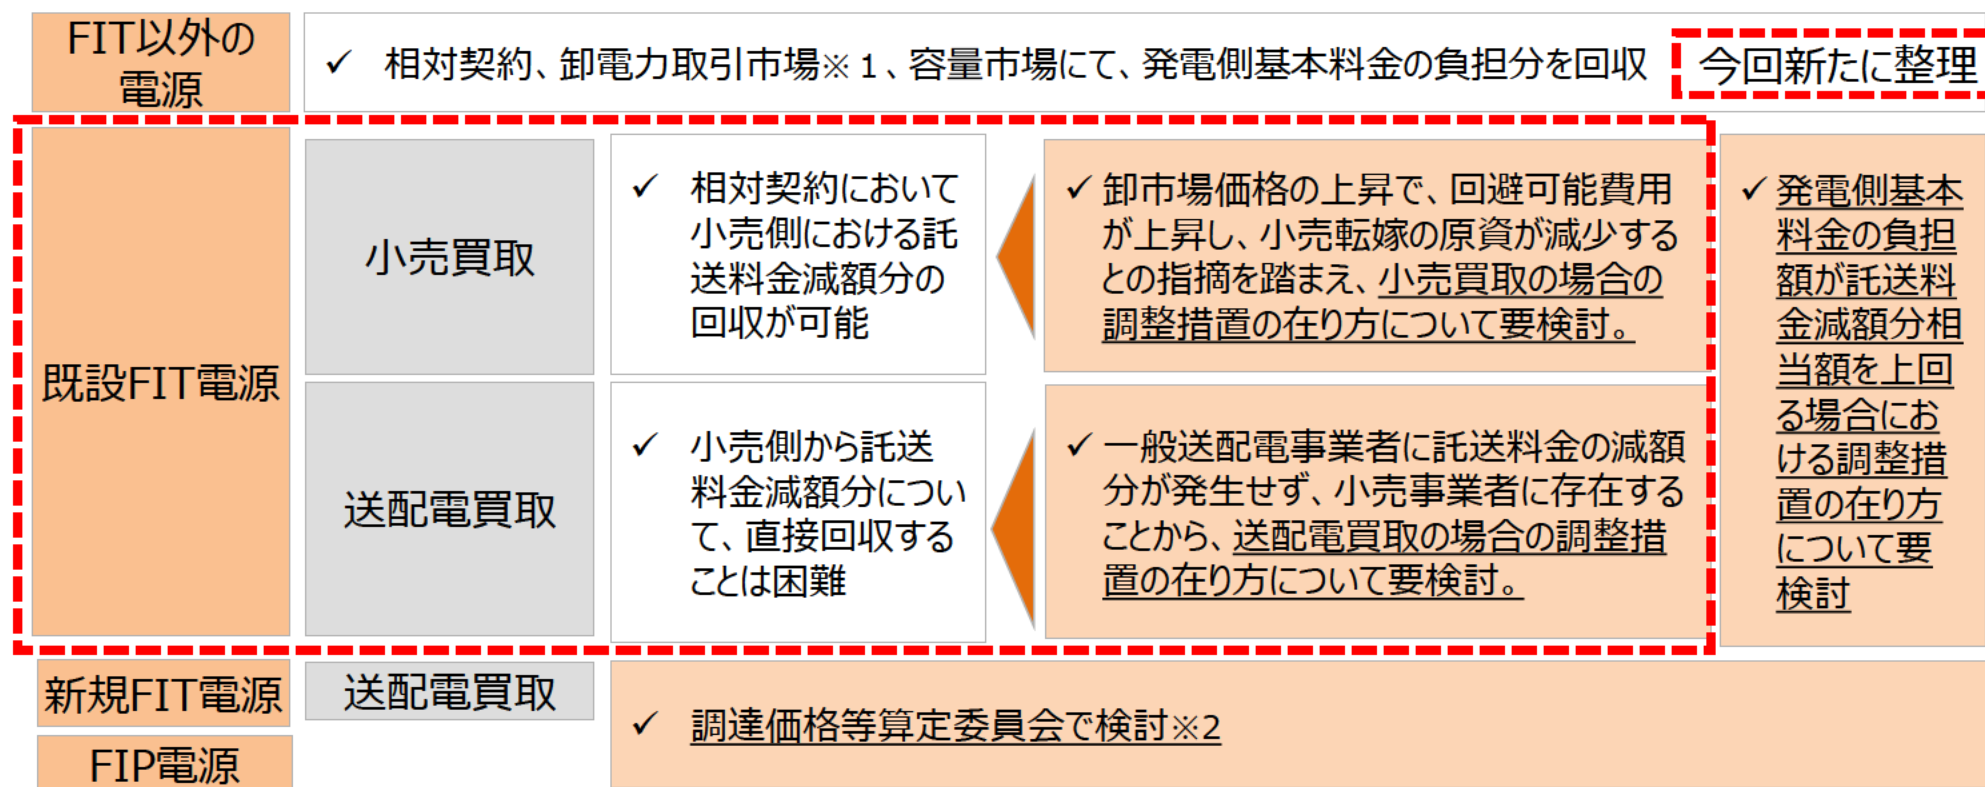 FIT以外の
電源
✓ 相対契約、卸電力取引市場※1、容量市場にて、発電側基本料金の負担分を回収
今回新たに整理
既設FIT電源
小売買取
✓ 相対契約において
小売側における託
送料金減額分の
回収が可能
✓ 卸市場価格の上昇で、回避可能費用
が上昇し、小売転嫁の原資が減少する
との指摘を踏まえ、小売買取の場合の
調整措置の在り方について要検討。
送配電買取
✓ 小売側から託送
料金減額分につい
て、直接回収する
ことは困難
✓ 一般送配電事業者に託送料金の減額
分が発生せず、小売事業者に存在する
ことから、送配電買取の場合の調整措
置の在り方について要検討。
✓ 発電側基本
料金の負担
額が託送料
金減額分相
当額を上回
る場合にお
ける調整措
置の在り方
について要
検討
新規FIT電源
送配電買取
FIP電源
✓ 調達価格等算定委員会で検討※2